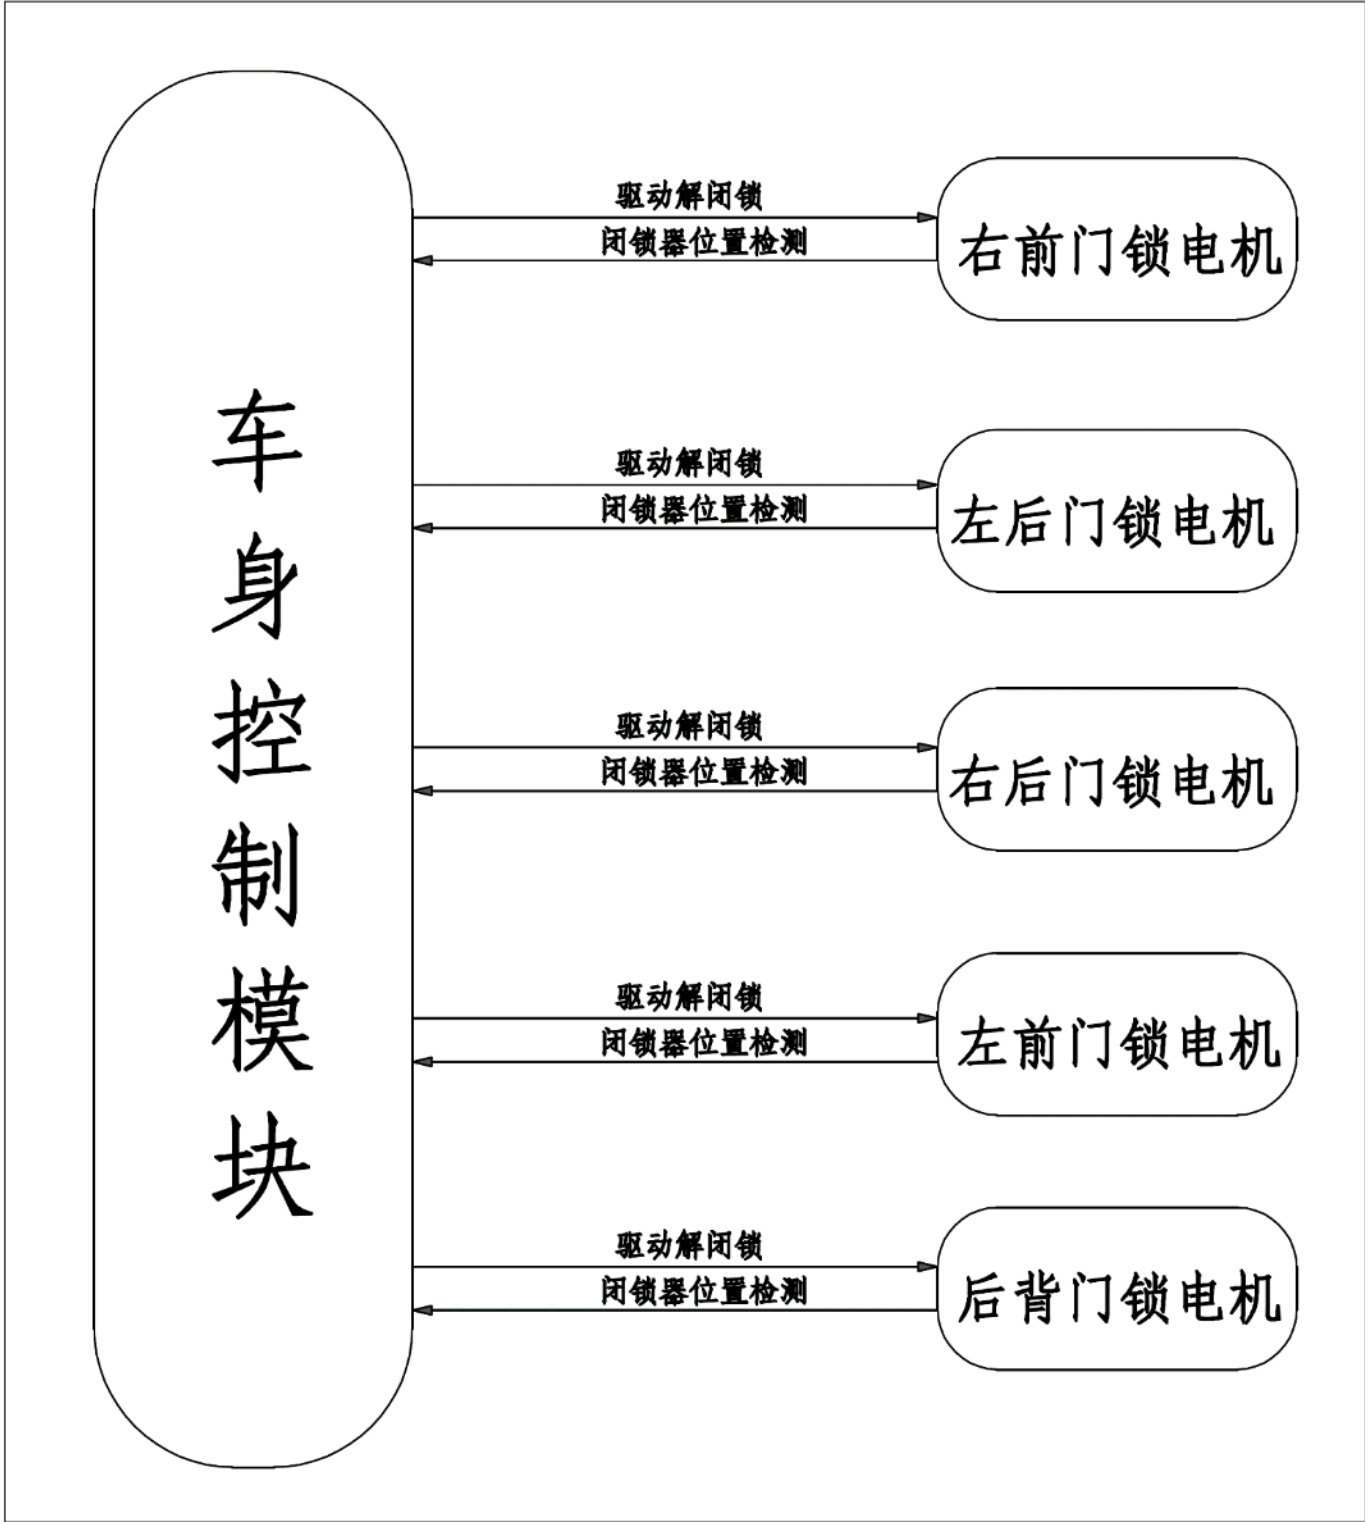 车身控制模块
驱动解闭锁
闭锁器位置检测
右前门锁电机
驱动解闭锁
闭锁器位置检测
左后门锁电机
驱动解闭锁
闭锁器位置检测
右后门锁电机
驱动解闭锁
闭锁器位置检测
左前门锁电机
驱动解闭锁
闭锁器位置检测
后背门锁电机